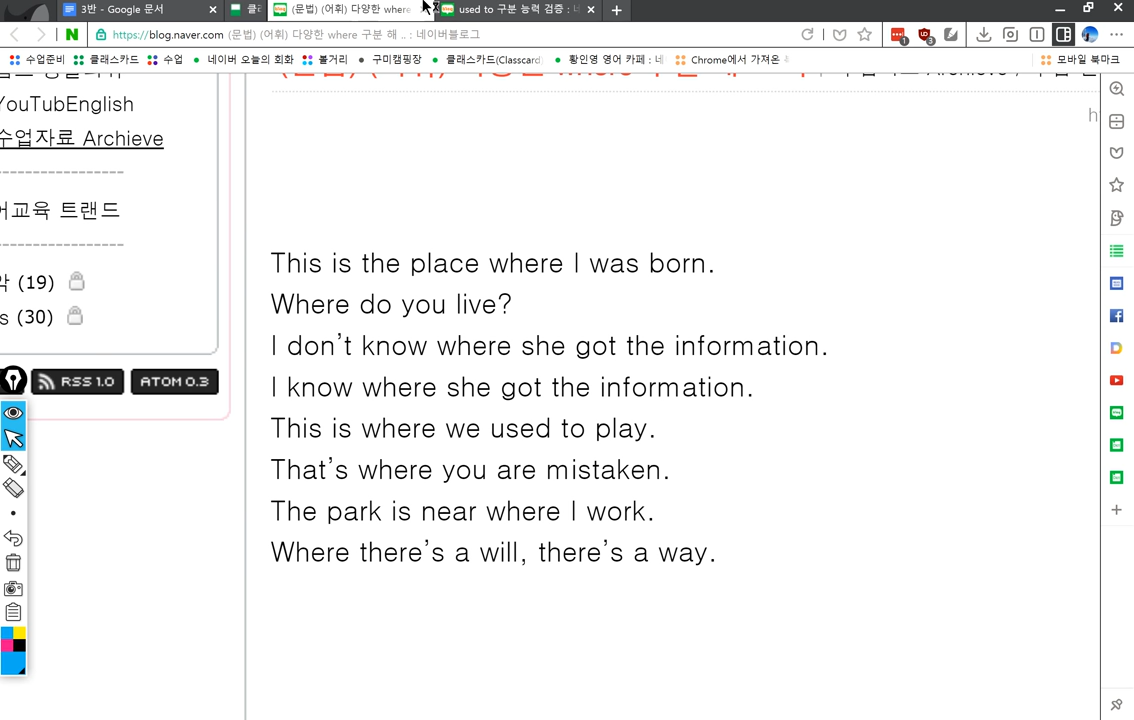 3반 - Google 문서
(문법) (어휘) 다양한 where
used to 구분 능력 검증 : 네
https://blog.naver.com (문법) (어휘) 다양한 where 구분 해 .. : 네이버블로그
수업준비 클래스카드 수업 네이버 오늘의 회화 볼거리 구미캠핑장 클래스카드(Classcard) 황인영 영어 카페 : 네 Chrome에서 가져온 모바일 북마크
YouTubEnglish
수업자료 Archieve
------------------
어교육 트랜드
------------------
악 (19)
s (30)
RSS 1.0 ATOM 0.3
This is the place where I was born.
Where do you live?
I don't know where she got the information.
I know where she got the information.
This is where we used to play.
That's where you are mistaken.
The park is near where I work.
Where there's a will, there's a way.